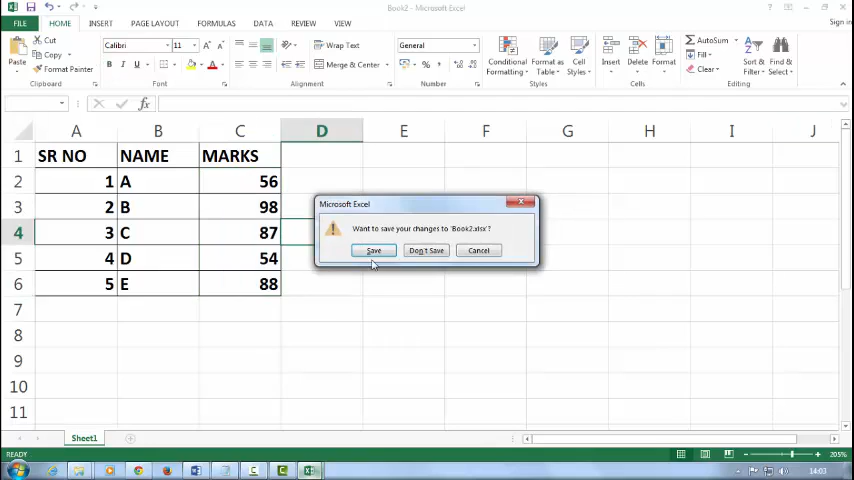 Book2 - Microsoft Excel
Sign in
FILE HOME INSERT PAGE LAYOUT FORMULAS DATA REVIEW VIEW
Paste
Cut
Copy
Format Painter
Clipboard
Calibri 11
B I U
Font
Wrap Text
Merge & Center
Alignment
General
%
Number
Conditional Formatting
Format as Table
Cell Styles
Styles
Insert
Delete
Format
Cells
AutoSum
Fill
Clear
Sort & Filter
Find & Select
Editing
fx
A B C D E F G H I J
1 SR NO NAME MARKS
2 1 A 56
3 2 B 98
4 3 C 87
5 4 D 54
6 5 E 88
7
8
9
10
11
Microsoft Excel
Want to save your changes to 'Book2.xlsx'?
Save Don't Save Cancel
Sheet1
READY
205%
14:03